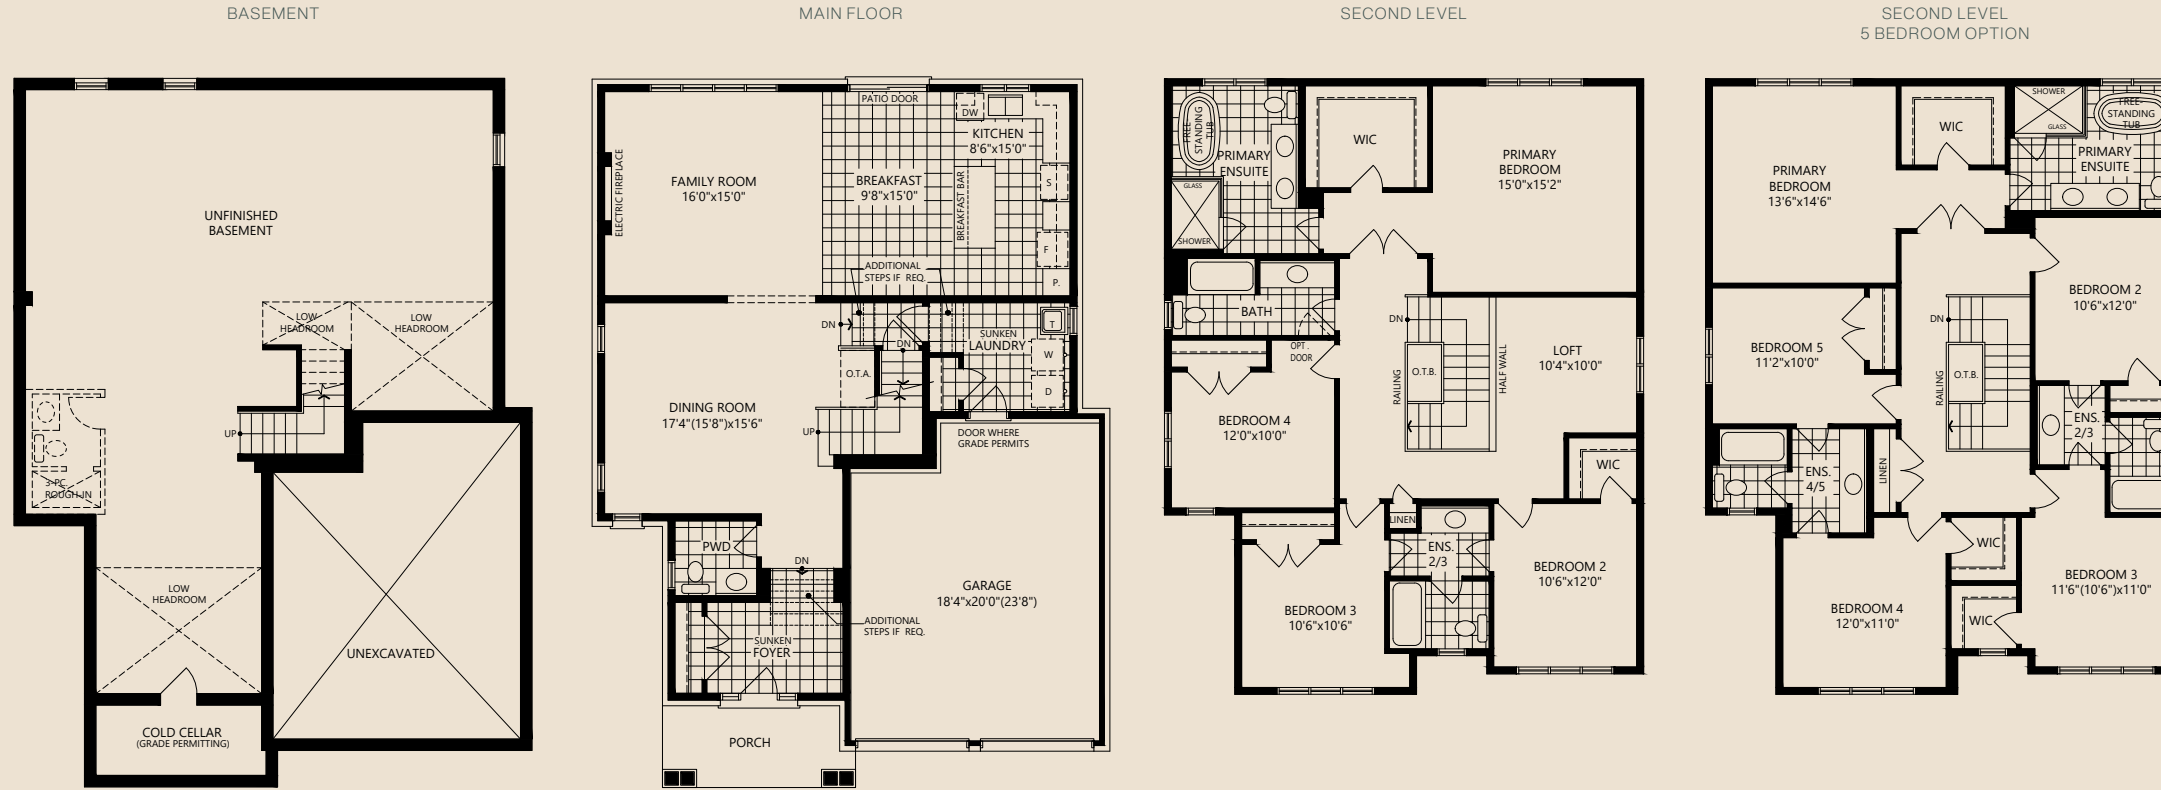 BASEMENT
UNFINISHED
BASEMENT
LOW
HEADROOM
LOW
HEADROOM
UP
3-PC
ROUGH-IN
LOW
HEADROOM
UNEXCAVATED
COLD CELLAR
(GRADE PERMITTING)
MAIN FLOOR
PATIO DOOR
DW
KITCHEN
8'6"x15'0"
ELECTRIC FIREPLACE
FAMILY ROOM
16'0"x15'0"
BREAKFAST
9'8"x15'0"
BREAKFAST BAR
S
F
P.
ADDITIONAL
STEPS IF REQ.
DN
DN
SUNKEN
LAUNDRY
T
W
D
O.T.A.
DINING ROOM
17'4"(15'8")x15'6"
UP
DOOR WHERE
GRADE PERMITS
PWD
DN
GARAGE
18'4"x20'0"(23'8")
ADDITIONAL
STEPS IF REQ.
SUNKEN
FOYER
PORCH
SECOND LEVEL
FREE-
STANDING
TUB
PRIMARY
ENSUITE
GLASS
SHOWER
WIC
PRIMARY
BEDROOM
15'0"x15'2"
BATH
OPT.
DOOR
DN
RAILING
O.T.B.
HALF WALL
LOFT
10'4"x10'0"
BEDROOM 4
12'0"x10'0"
WIC
LINEN
ENS.
2/3
BEDROOM 2
10'6"x12'0"
BEDROOM 3
10'6"x10'6"
SECOND LEVEL
5 BEDROOM OPTION
SHOWER
GLASS
FREE-
STANDING
TUB
WIC
PRIMARY
ENSUITE
PRIMARY
BEDROOM
13'6"x14'6"
BEDROOM 2
10'6"x12'0"
BEDROOM 5
11'2"x10'0"
DN
RAILING
O.T.B.
ENS.
2/3
ENS.
4/5
LINEN
WIC
BEDROOM 3
11'6"(10'6")x11'0"
BEDROOM 4
12'0"x11'0"
WIC